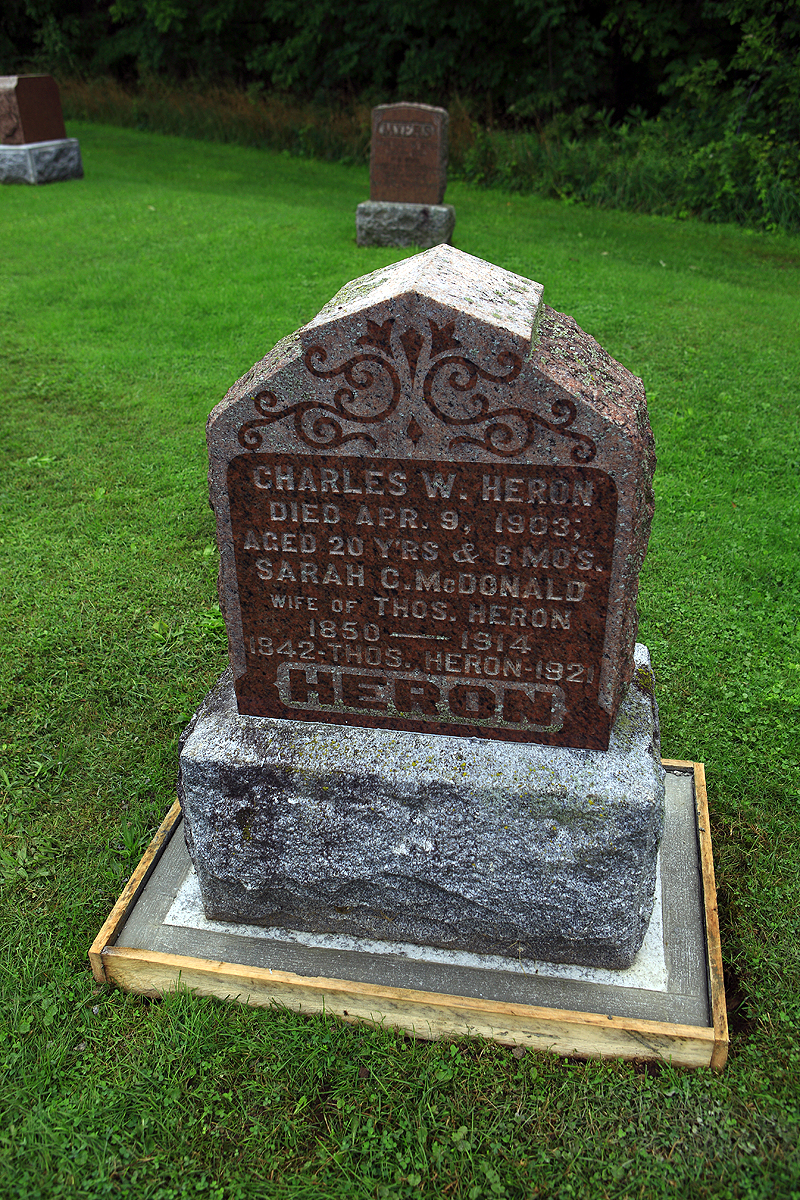 MYERS
CHARLES W. HERON
DIED APR. 9, 1903;
AGED 20 Y'RS & 6 MO'S.
SARAH C. McDONALD
WIFE OF THOS. HERON
1850 — 1914
1842-THOS. HERON-1921
HERON